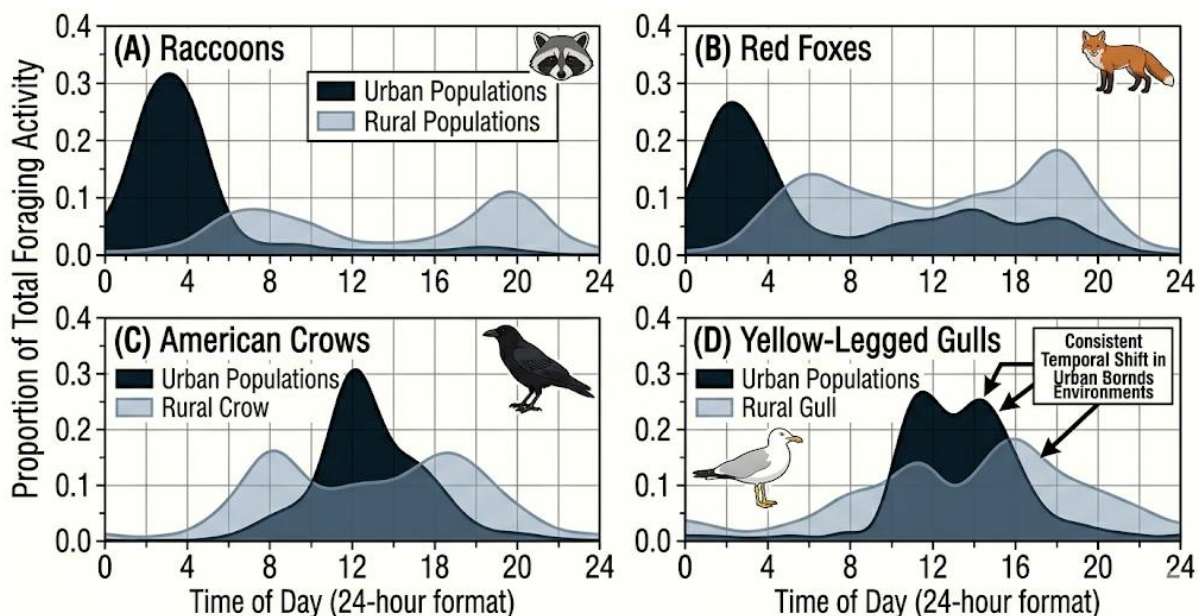 Proportion of Total Foraging Activity
0.4
0.3
0.2
0.1
0.0
(A) Raccoons
Urban Populations
Rural Populations
0 4 8 12 16 20 24
0.4
0.3
0.2
0.1
0.0
(B) Red Foxes
0 4 8 12 16 20 24
0.4
0.3
0.2
0.1
0.0
(C) American Crows
Urban Populations
Rural Crow
0 4 8 12 18 20 24
Time of Day (24-hour format)
0.4
0.3
0.2
0.1
0.0
(D) Yellow-Legged Gulls
Urban Populations
Rural Gull
Consistent
Temporal Shift in
Urban Bornds
Environments
0 4 8 12 16 20 24
Time of Day (24-hour format)